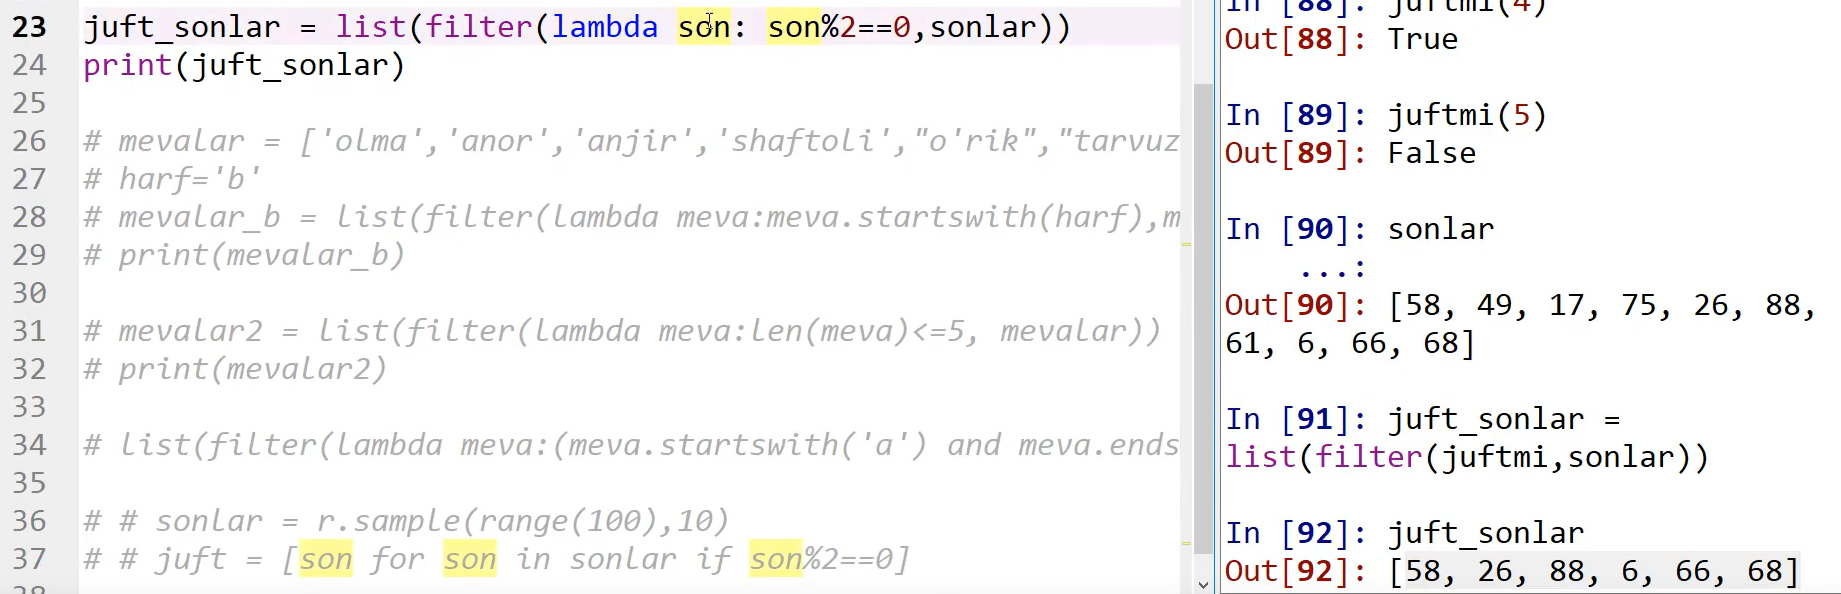 23 juft_sonlar = list(filter(lambda son: son%2==0,sonlar))
24 print(juft_sonlar)
25
26 # mevalar = ['olma','anor','anjir','shaftoli',"o'rik","tarvuz
27 # harf='b'
28 # mevalar_b = list(filter(lambda meva:meva.startswith(harf),m
29 # print(mevalar_b)
30
31 # mevalar2 = list(filter(lambda meva:len(meva)<=5, mevalar))
32 # print(mevalar2)
33
34 # list(filter(lambda meva:(meva.startswith('a') and meva.ends
35
36 # # sonlar = r.sample(range(100),10)
37 # # juft = [son for son in sonlar if son%2==0]
38
In [88]: juftmi(4)
Out[88]: True
In [89]: juftmi(5)
Out[89]: False
In [90]: sonlar
...:
Out[90]: [58, 49, 17, 75, 26, 88,
61, 6, 66, 68]
In [91]: juft_sonlar =
list(filter(juftmi,sonlar))
In [92]: juft_sonlar
Out[92]: [58, 26, 88, 6, 66, 68]